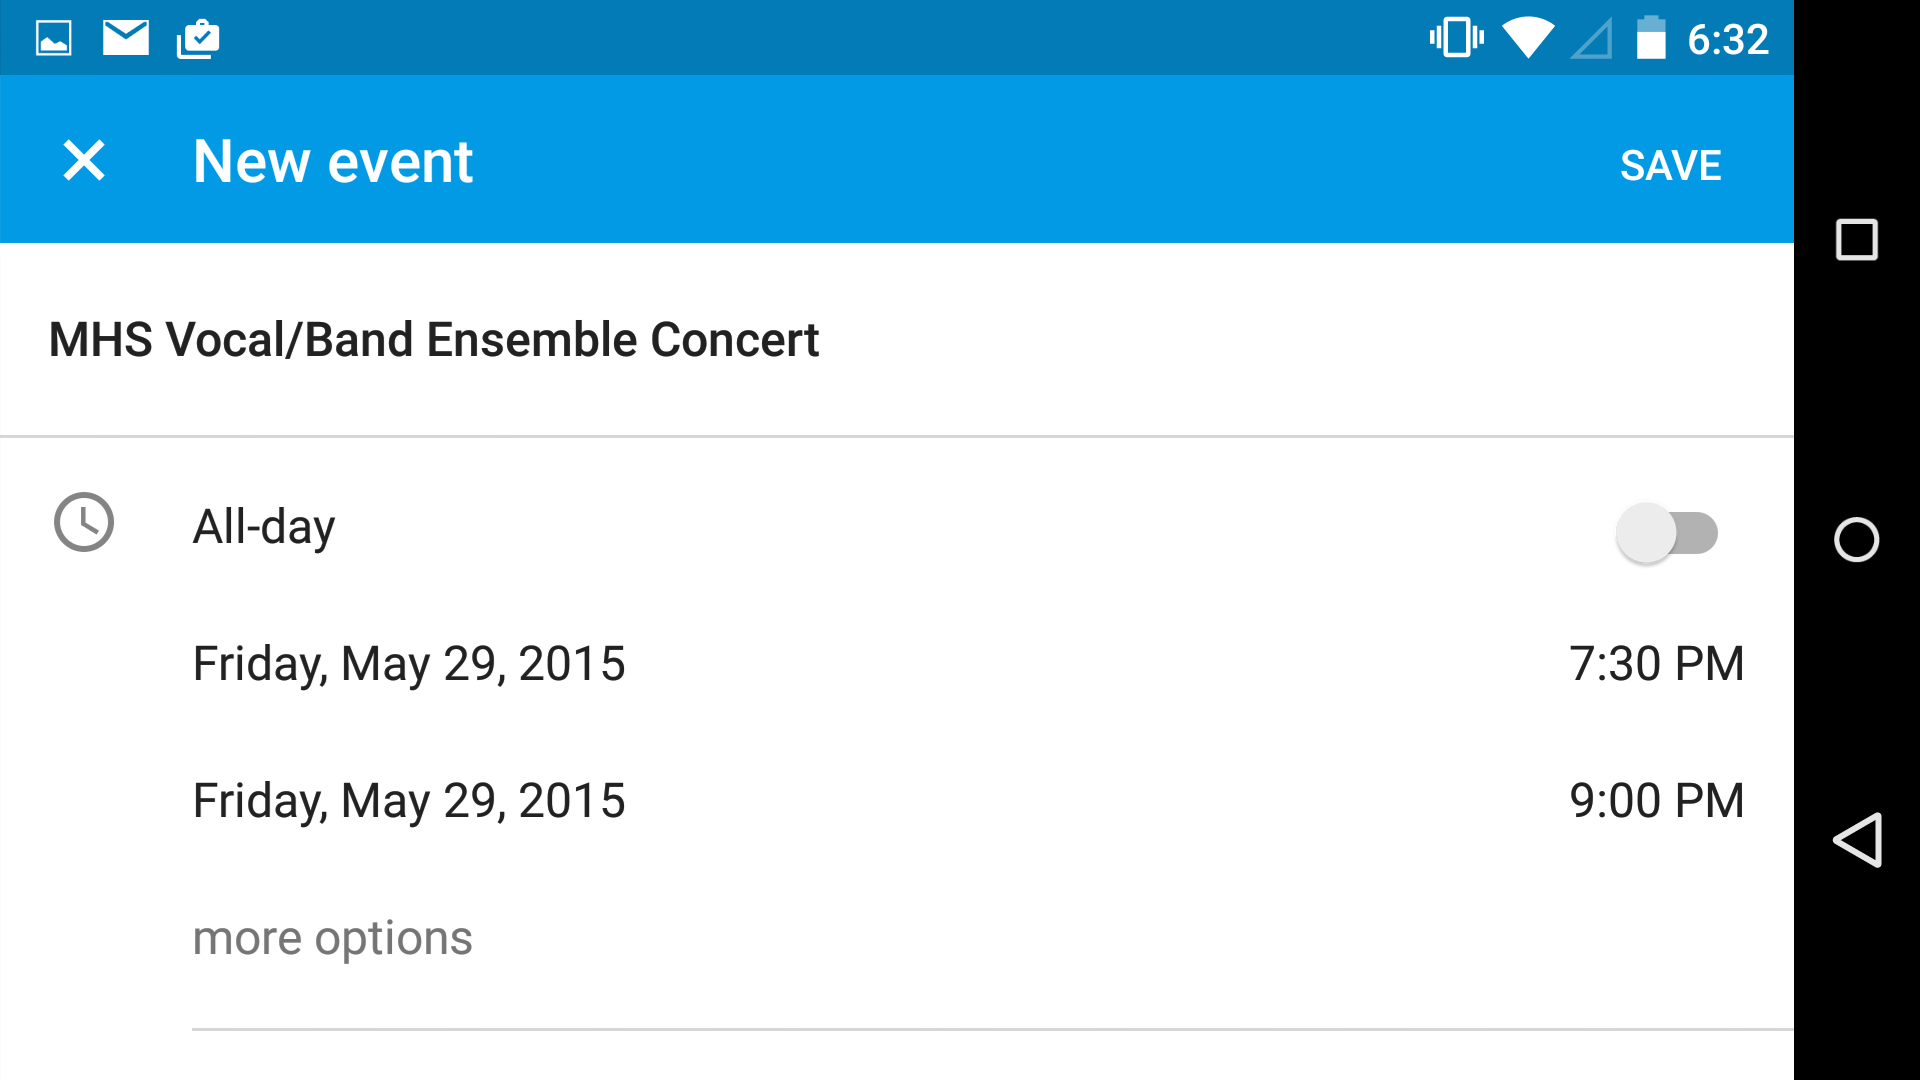 6:32
New event
SAVE
MHS Vocal/Band Ensemble Concert
All-day
Friday, May 29, 2015 7:30 PM
Friday, May 29, 2015 9:00 PM
more options